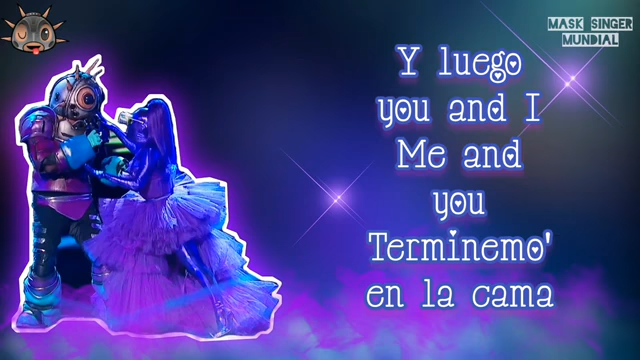 MASK SINGER
MUNDIAL
Y luego
you and I
Me and
you
Terminemo'
en la cama